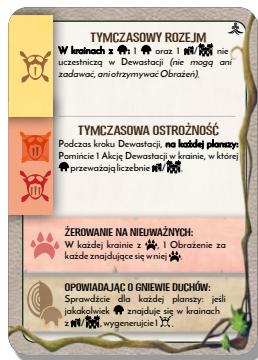 TYMCZASOWY ROZEJM
W krainach z : 1 oraz 1 / nie
uczestniczą w Dewastacji (nie mogą ani
zadawać, ani otrzymywać Obrażeń).
I
TYMCZASOWA OSTROŻNOŚĆ
Podczas kroku Dewastacji, na każdej planszy:
Pomińcie 1 Akcję Dewastacji w krainie, w której
przeważają liczebnie / .
II
III
ŻEROWANIE NA NIEUWAŻNYCH:
W każdej krainie z , 1 Obrażenie za
każde znajdujące się w niej .
OPOWIADAJĄC O GNIEWIE DUCHÓW:
Sprawdźcie dla każdej planszy: jeśli
jakakolwiek znajduje się w krainach
z / , wygenerujcie 1 .